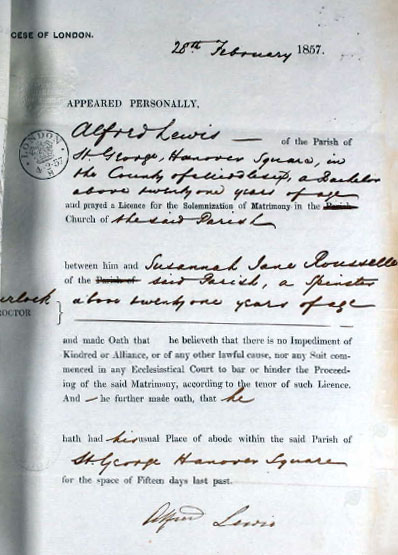 CESE OF LONDON.
28th February 1857.
APPEARED PERSONALLY,
Alfred Lewis — of the Parish of
St. George, Hanover Square, in
the County of Middlesex, a Bachelor
above twenty one years of age
and prayed a Licence for the Solemnization of Matrimony in the Parish
Church of the said Parish
between him and Susannah Jane Rousselle
of the Parish of said Parish, a Spinster
above twenty one years of age
urlock
ROCTOR
and made Oath that he believeth that there is no Impediment of
Kindred or Alliance, or of any other lawful cause, nor any Suit com-
menced in any Ecclesiastical Court to bar or hinder the Proceed-
ing of the said Matrimony, according to the tenor of such Licence.
And — he further made oath, that he
hath had his usual Place of abode within the said Parish of
St. George Hanover Square
for the space of Fifteen days last past.
Alfred Lewis
LONDON
57